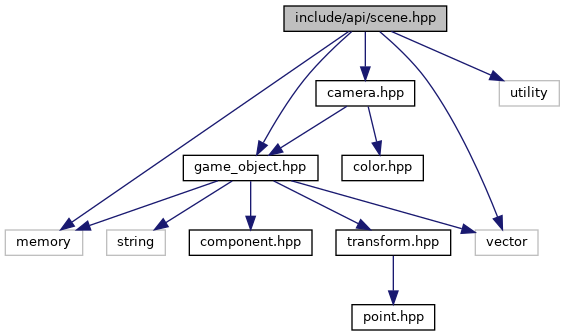 include/api/scene.hpp
camera.hpp
utility
game_object.hpp
color.hpp
memory
string
component.hpp
transform.hpp
vector
point.hpp